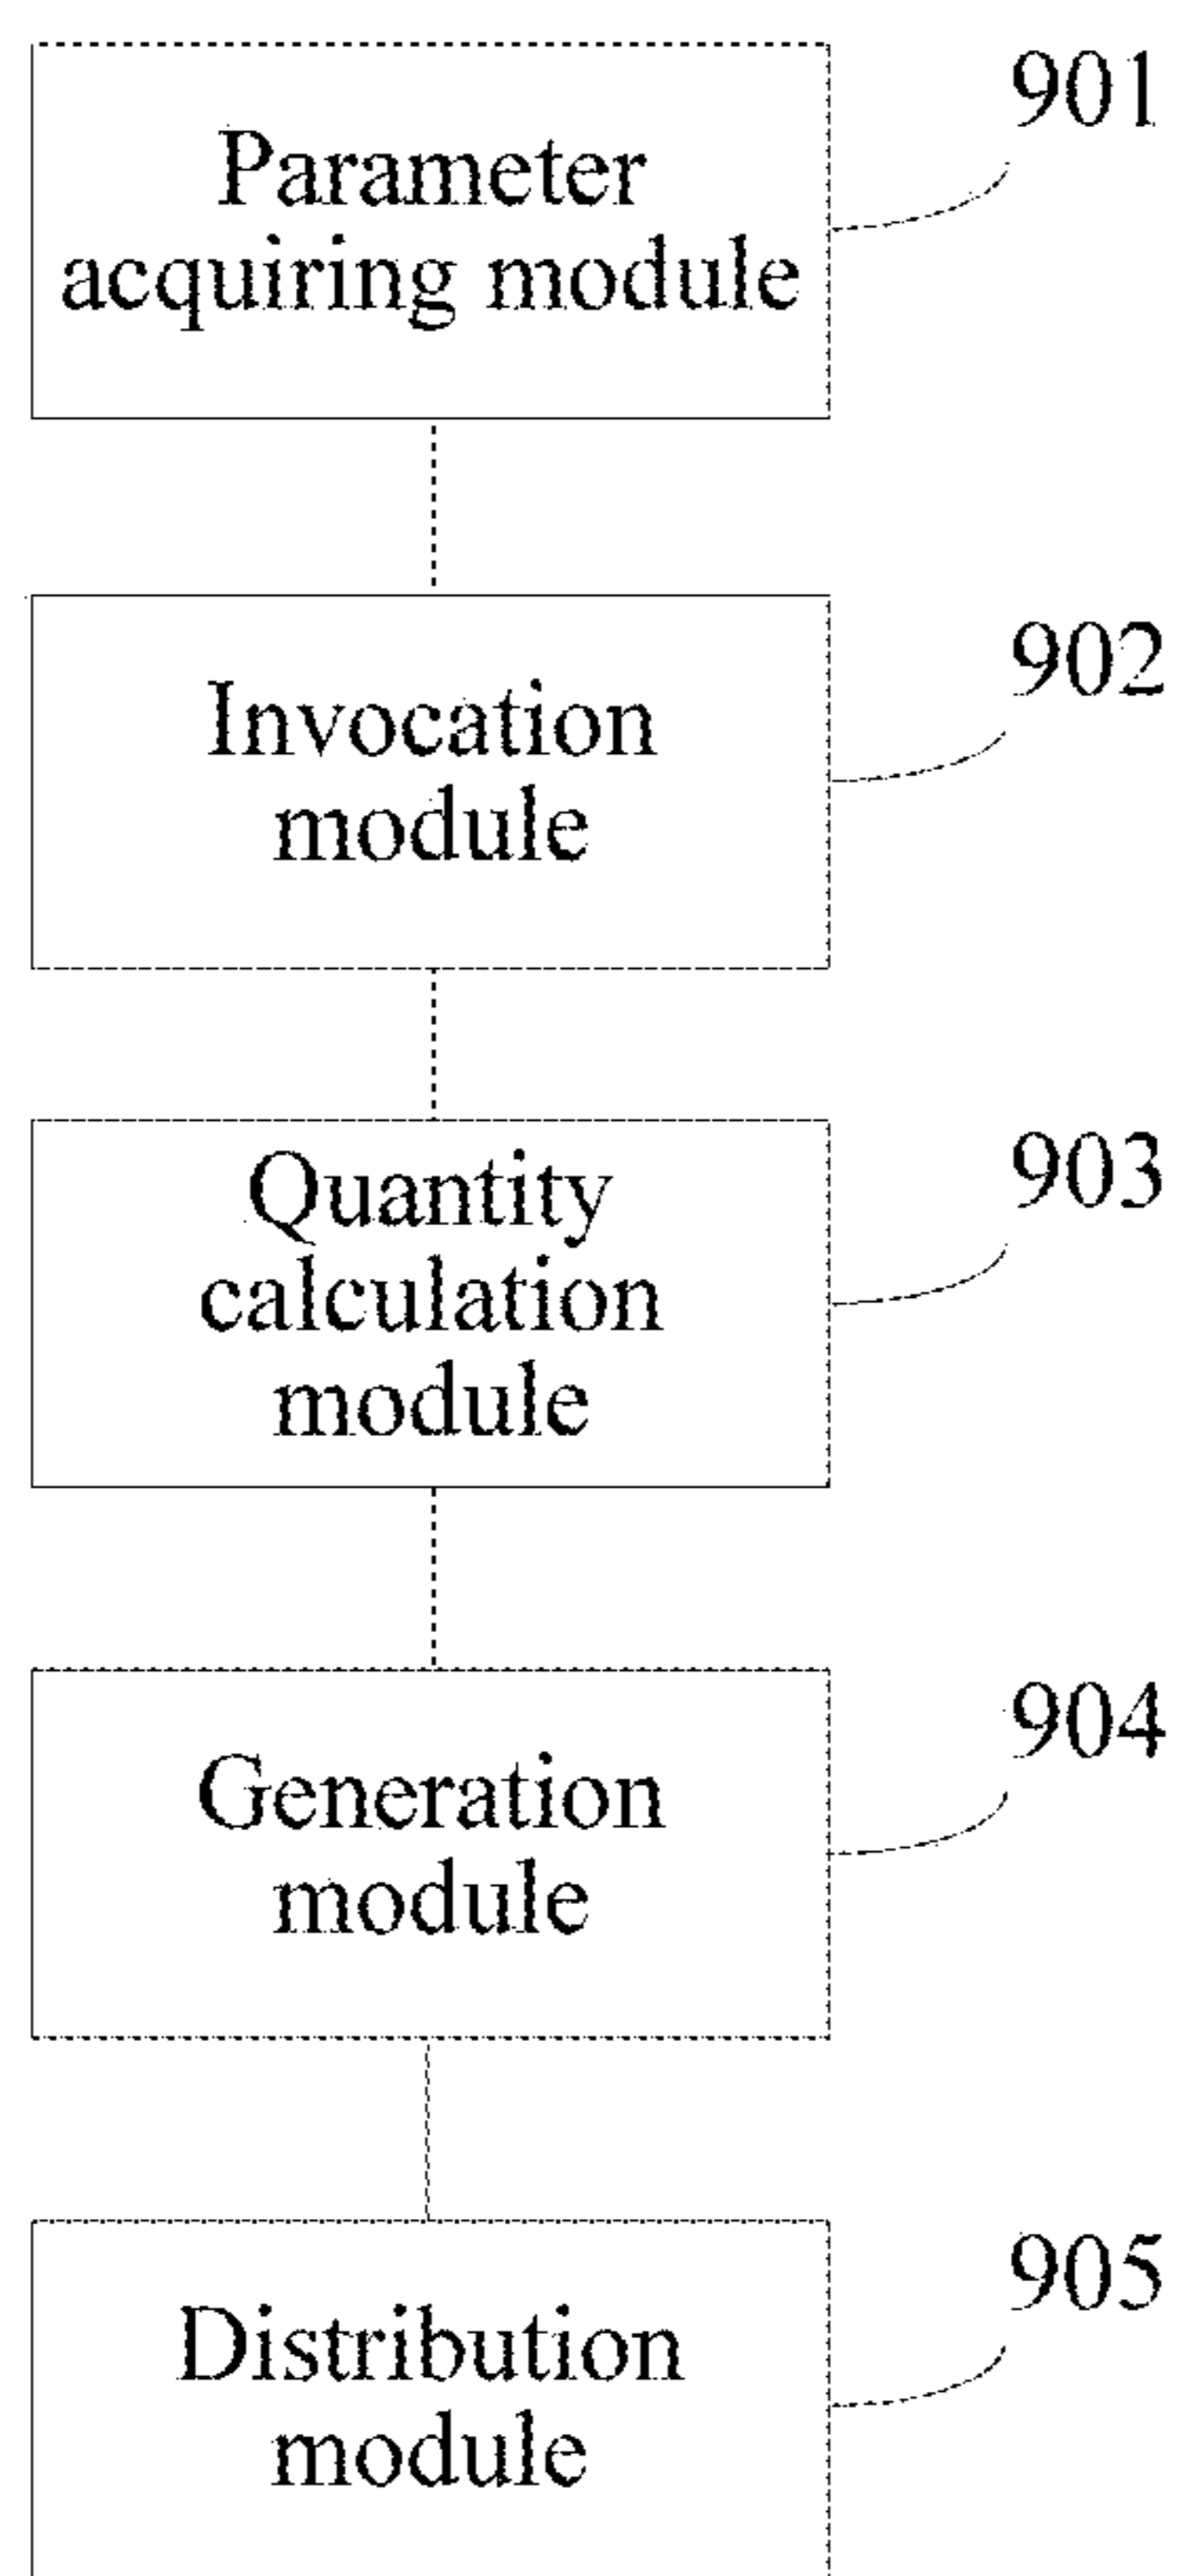 901
Parameter
acquiring module
902
Invocation
module
903
Quantity
calculation
module
904
Generation
module
905
Distribution
module